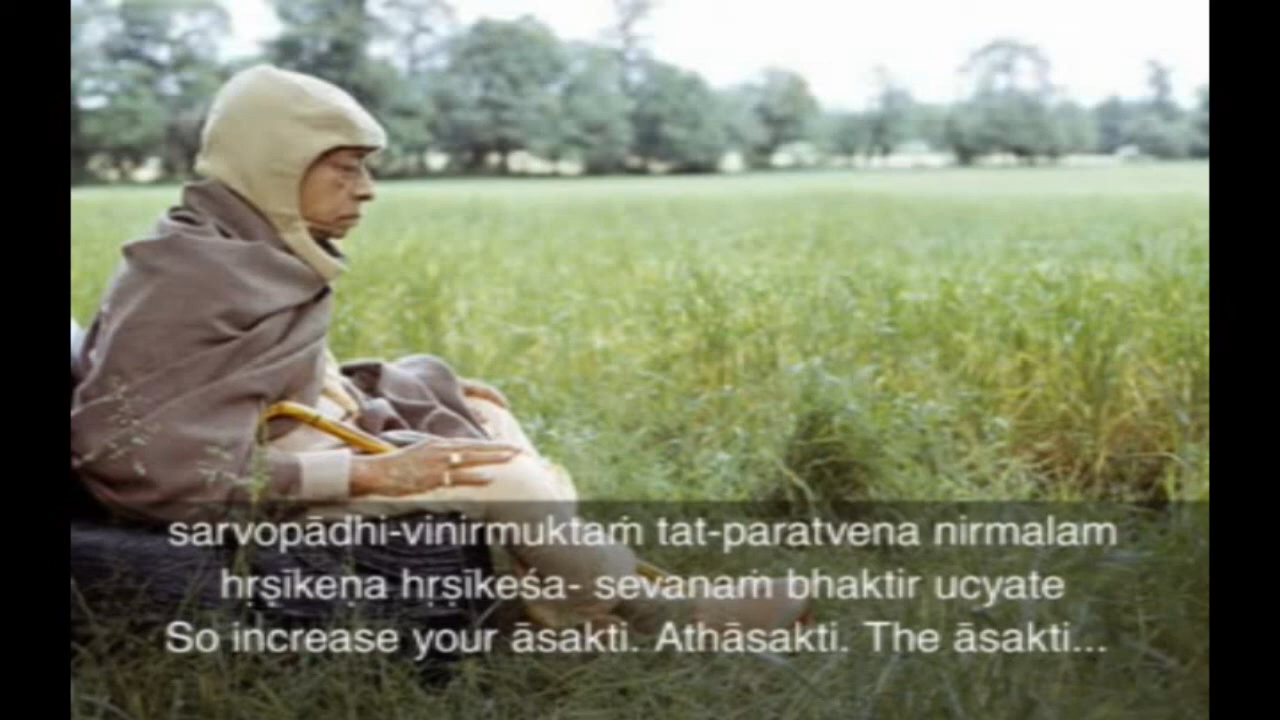 sarvopādhi-vinirmuktaṁ tat-paratvena nirmalam
hṛṣīkeṇa hṛṣīkeśa- sevanaṁ bhaktir ucyate
So increase your āsakti. Athāsakti. The āsakti...